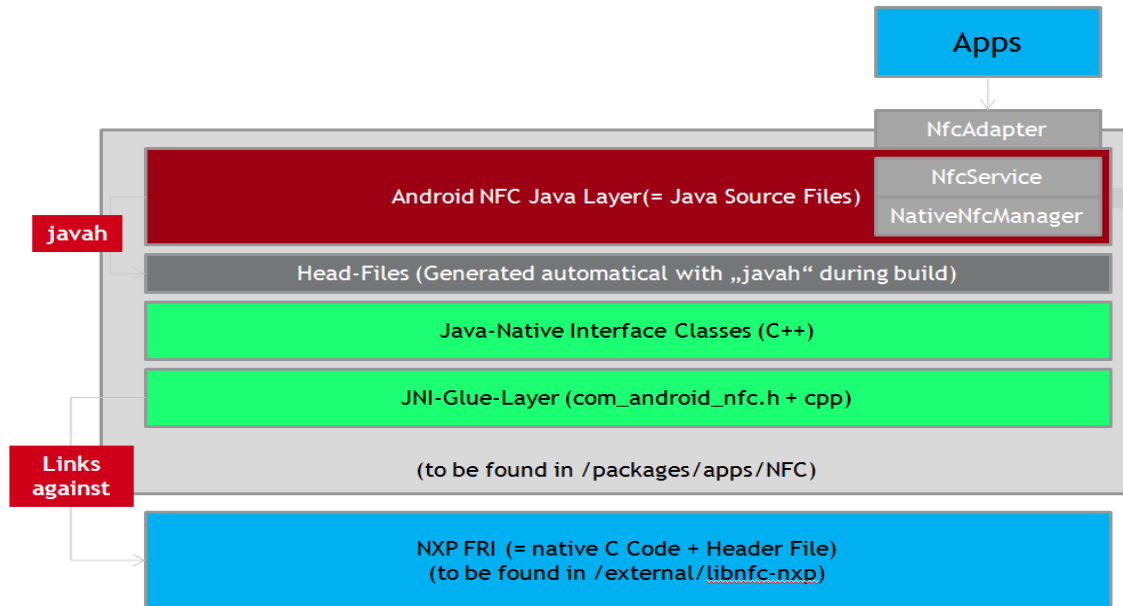 Apps
NfcAdapter
Android NFC Java Layer(= Java Source Files)
NfcService
NativeNfcManager
javah
Head-Files (Generated automatical with „javah“ during build)
Java-Native Interface Classes (C++)
JNI-Glue-Layer (com_android_nfc.h + cpp)
Links
against
(to be found in /packages/apps/NFC)
NXP FRI (= native C Code + Header File)
(to be found in /external/libnfc-nxp)